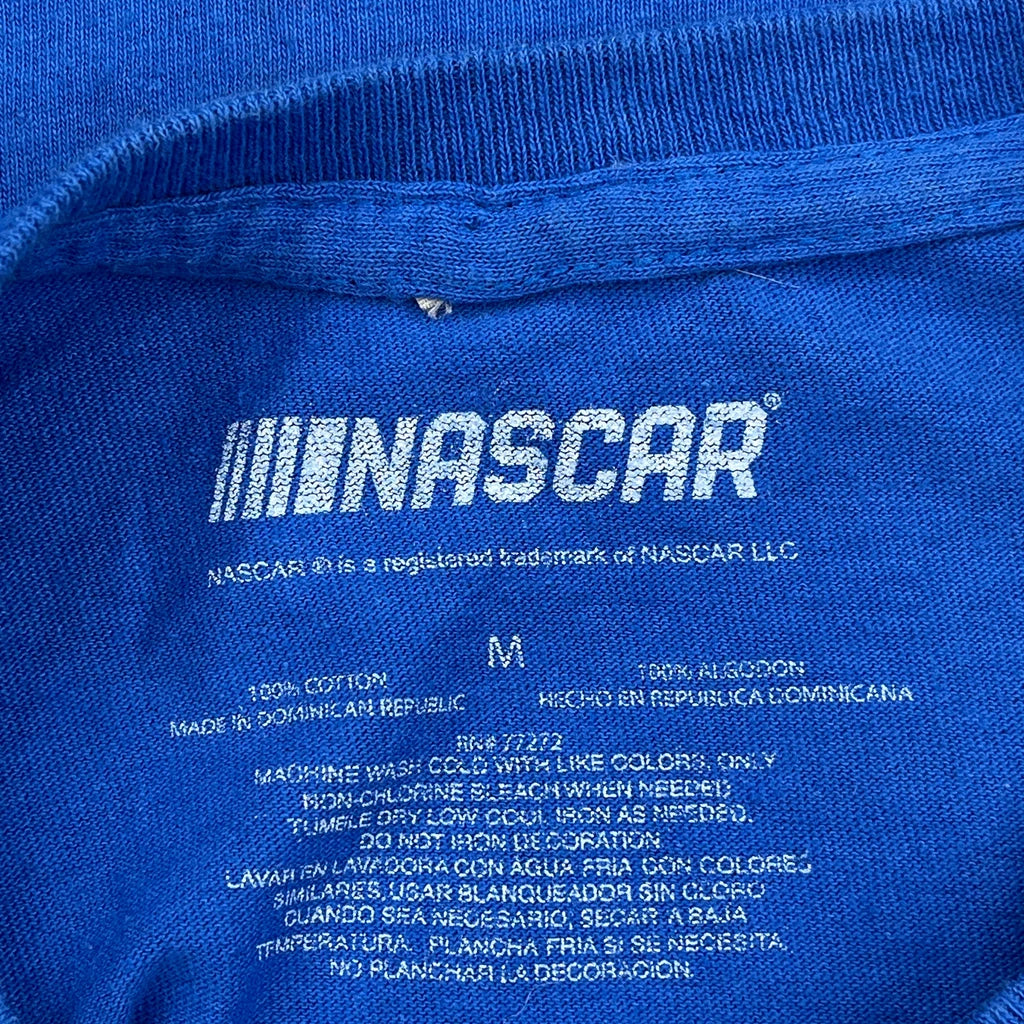 NASCAR®
NASCAR ® is a registered trademark of NASCAR LLC
M
100% COTTON
MADE IN DOMINICAN REPUBLIC
100% ALGODON
HECHO EN REPUBLICA DOMINICANA
RN# 77272
MACHINE WASH COLD WITH LIKE COLORS, ONLY
NON-CHLORINE BLEACH WHEN NEEDED
TUMBLE DRY LOW COOL IRON AS NEEDED.
DO NOT IRON DECORATION
LAVAR EN LAVADORA CON AGUA FRIA CON COLORES
SIMILARES, USAR BLANQUEADOR SIN CLORO
CUANDO SEA NECESARIO, SECAR A BAJA
TEMPERATURA. PLANCHA FRIA SI SE NECESITA,
NO PLANCHAR LA DECORACION.